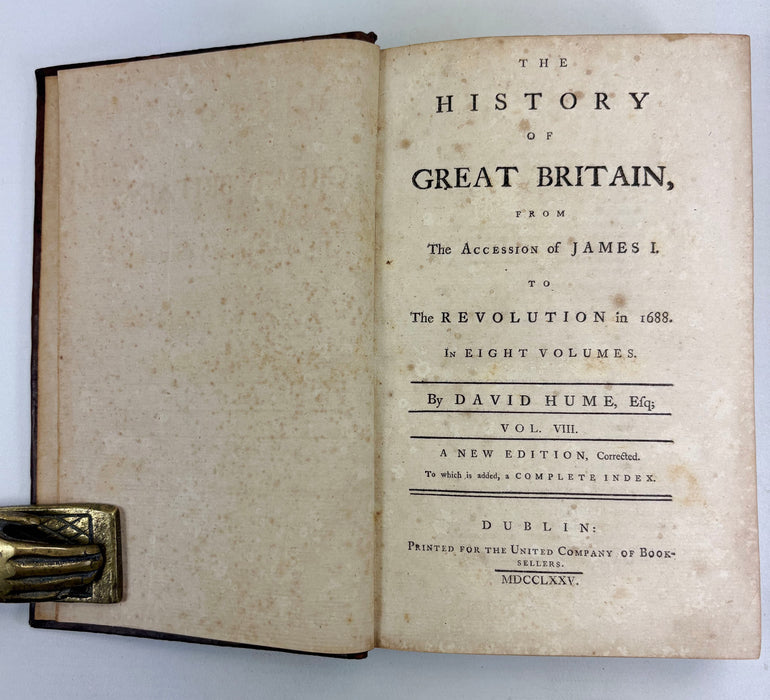 THE
HISTORY
OF
GREAT BRITAIN,
FROM
The ACCESSION of JAMES I.
TO
The REVOLUTION in 1688.
IN EIGHT VOLUMES.
By DAVID HUME, Eſq;
VOL. VIII.
A NEW EDITION, Corrected.
To which is added, a COMPLETE INDEX.
DUBLIN:
PRINTED FOR THE UNITED COMPANY OF BOOK-
SELLERS.
MDCCLXXV.